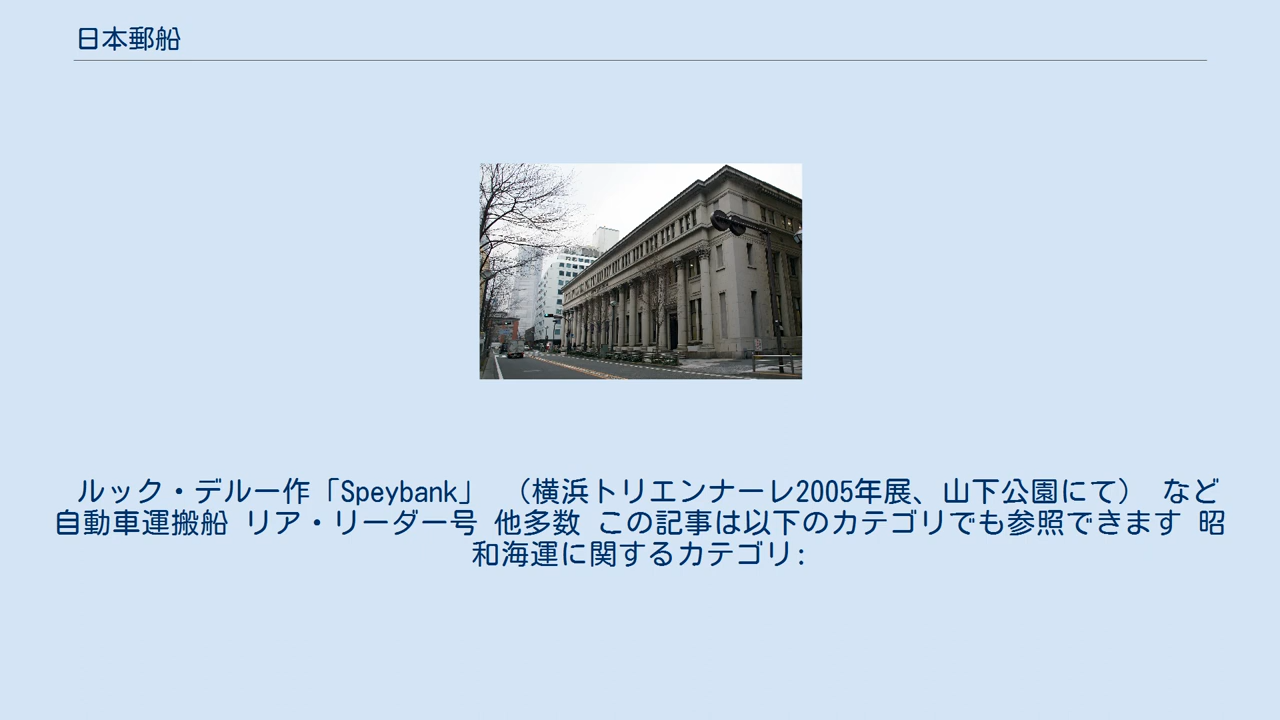 日本郵船
ルック・デルー作「Speybank」 （横浜トリエンナーレ2005年展、山下公園にて） など
自動車運搬船 リア・リーダー号 他多数 この記事は以下のカテゴリでも参照できます 昭
和海運に関するカテゴリ: